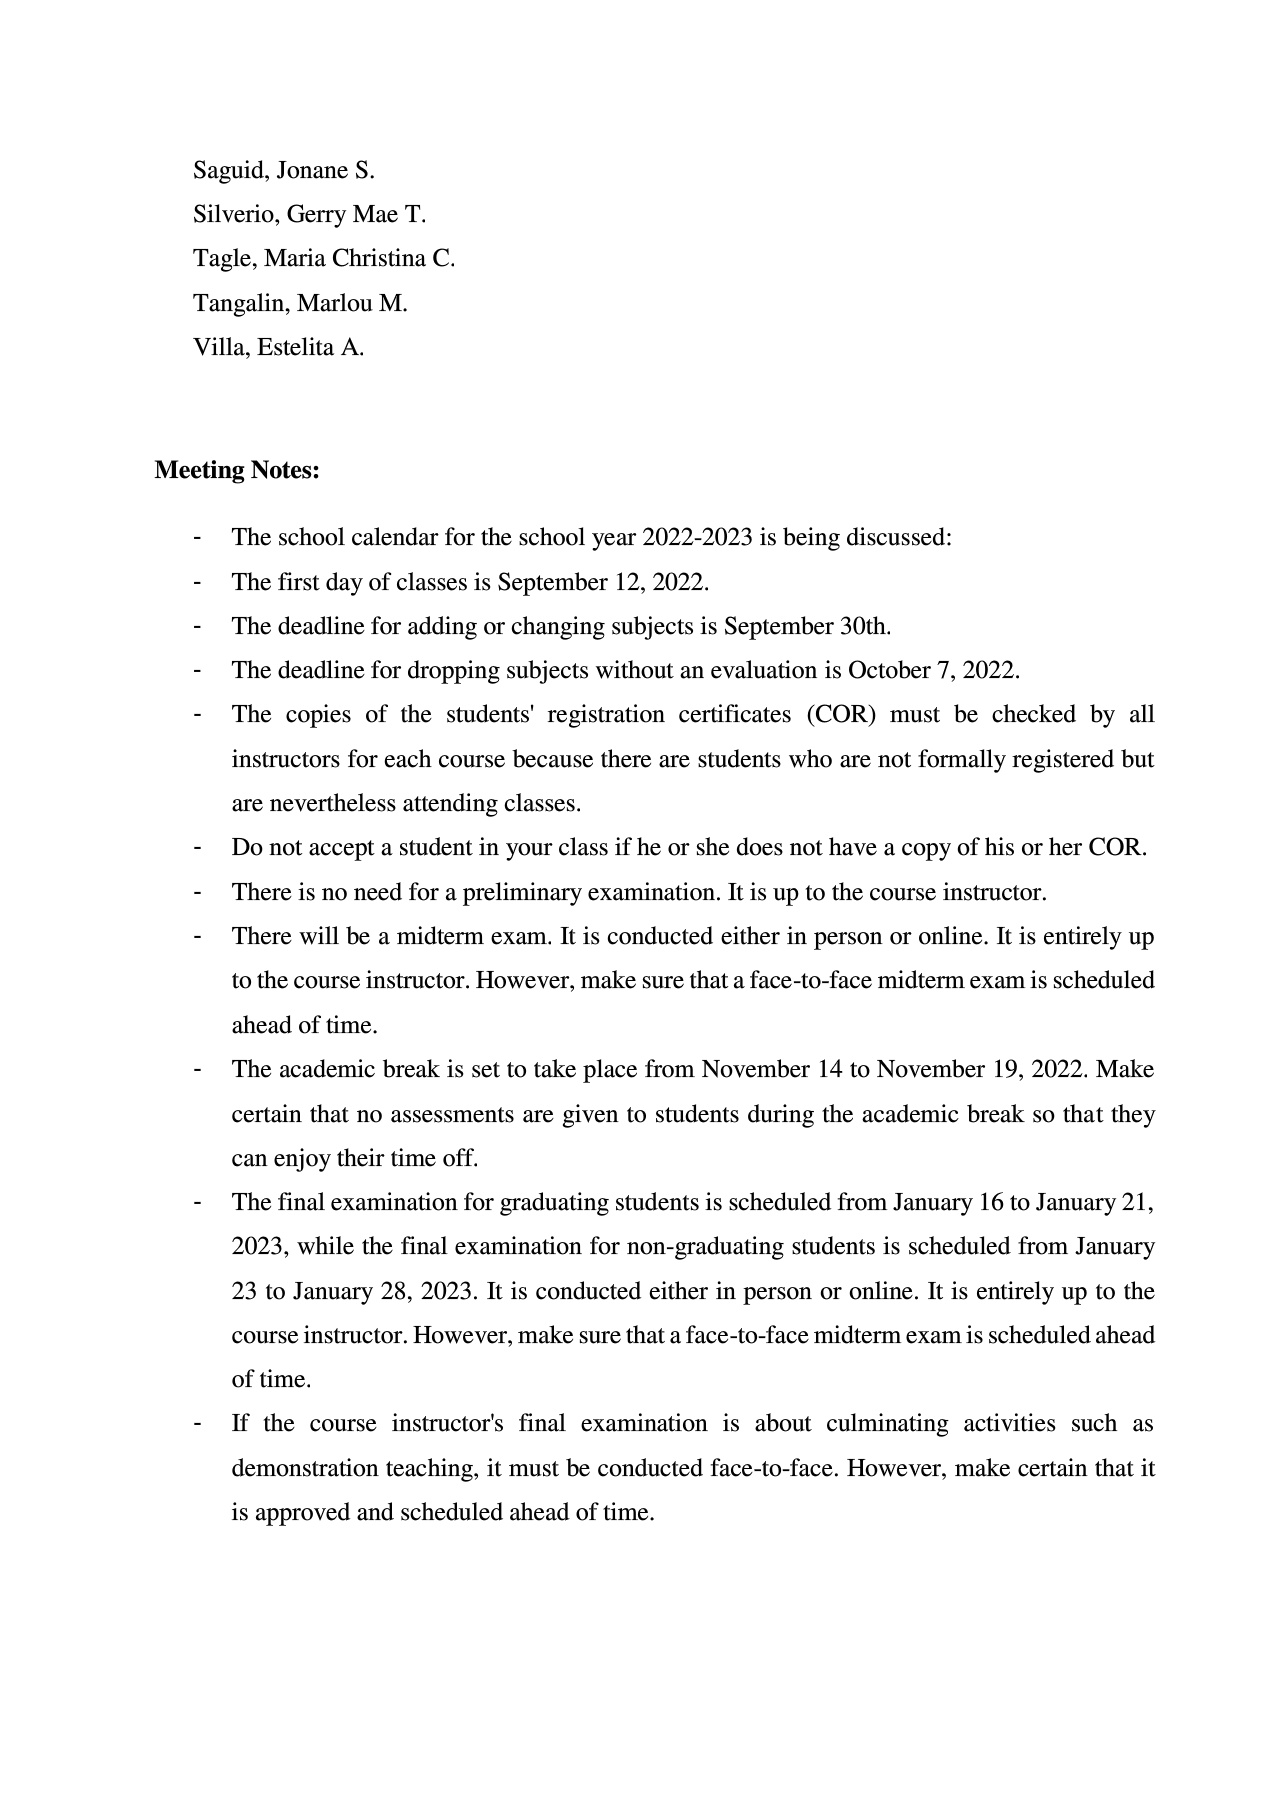 Saguid, Jonane S.
Silverio, Gerry Mae T.
Tagle, Maria Christina C.
Tangalin, Marlou M.
Villa, Estelita A.
Meeting Notes:
- The school calendar for the school year 2022-2023 is being discussed:
- The first day of classes is September 12, 2022.
- The deadline for adding or changing subjects is September 30th.
- The deadline for dropping subjects without an evaluation is October 7, 2022.
- The copies of the students' registration certificates (COR) must be checked by all
instructors for each course because there are students who are not formally registered but
are nevertheless attending classes.
- Do not accept a student in your class if he or she does not have a copy of his or her COR.
- There is no need for a preliminary examination. It is up to the course instructor.
- There will be a midterm exam. It is conducted either in person or online. It is entirely up
to the course instructor. However, make sure that a face-to-face midterm exam is scheduled
ahead of time.
- The academic break is set to take place from November 14 to November 19, 2022. Make
certain that no assessments are given to students during the academic break so that they
can enjoy their time off.
- The final examination for graduating students is scheduled from January 16 to January 21,
2023, while the final examination for non-graduating students is scheduled from January
23 to January 28, 2023. It is conducted either in person or online. It is entirely up to the
course instructor. However, make sure that a face-to-face midterm exam is scheduled ahead
of time.
- If the course instructor's final examination is about culminating activities such as
demonstration teaching, it must be conducted face-to-face. However, make certain that it
is approved and scheduled ahead of time.